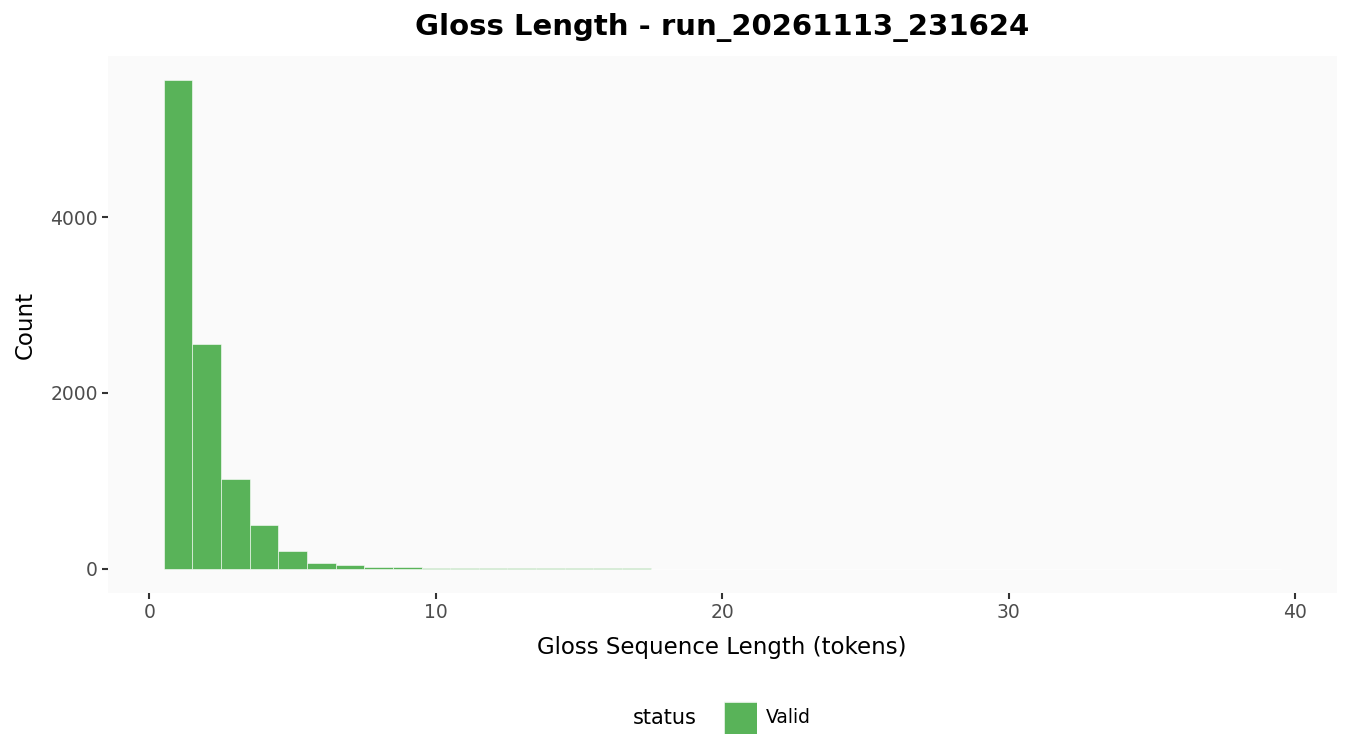 Gloss Length - run_20261113_231624
Count
4000
2000
0
0 10 20 30 40
Gloss Sequence Length (tokens)
status Valid